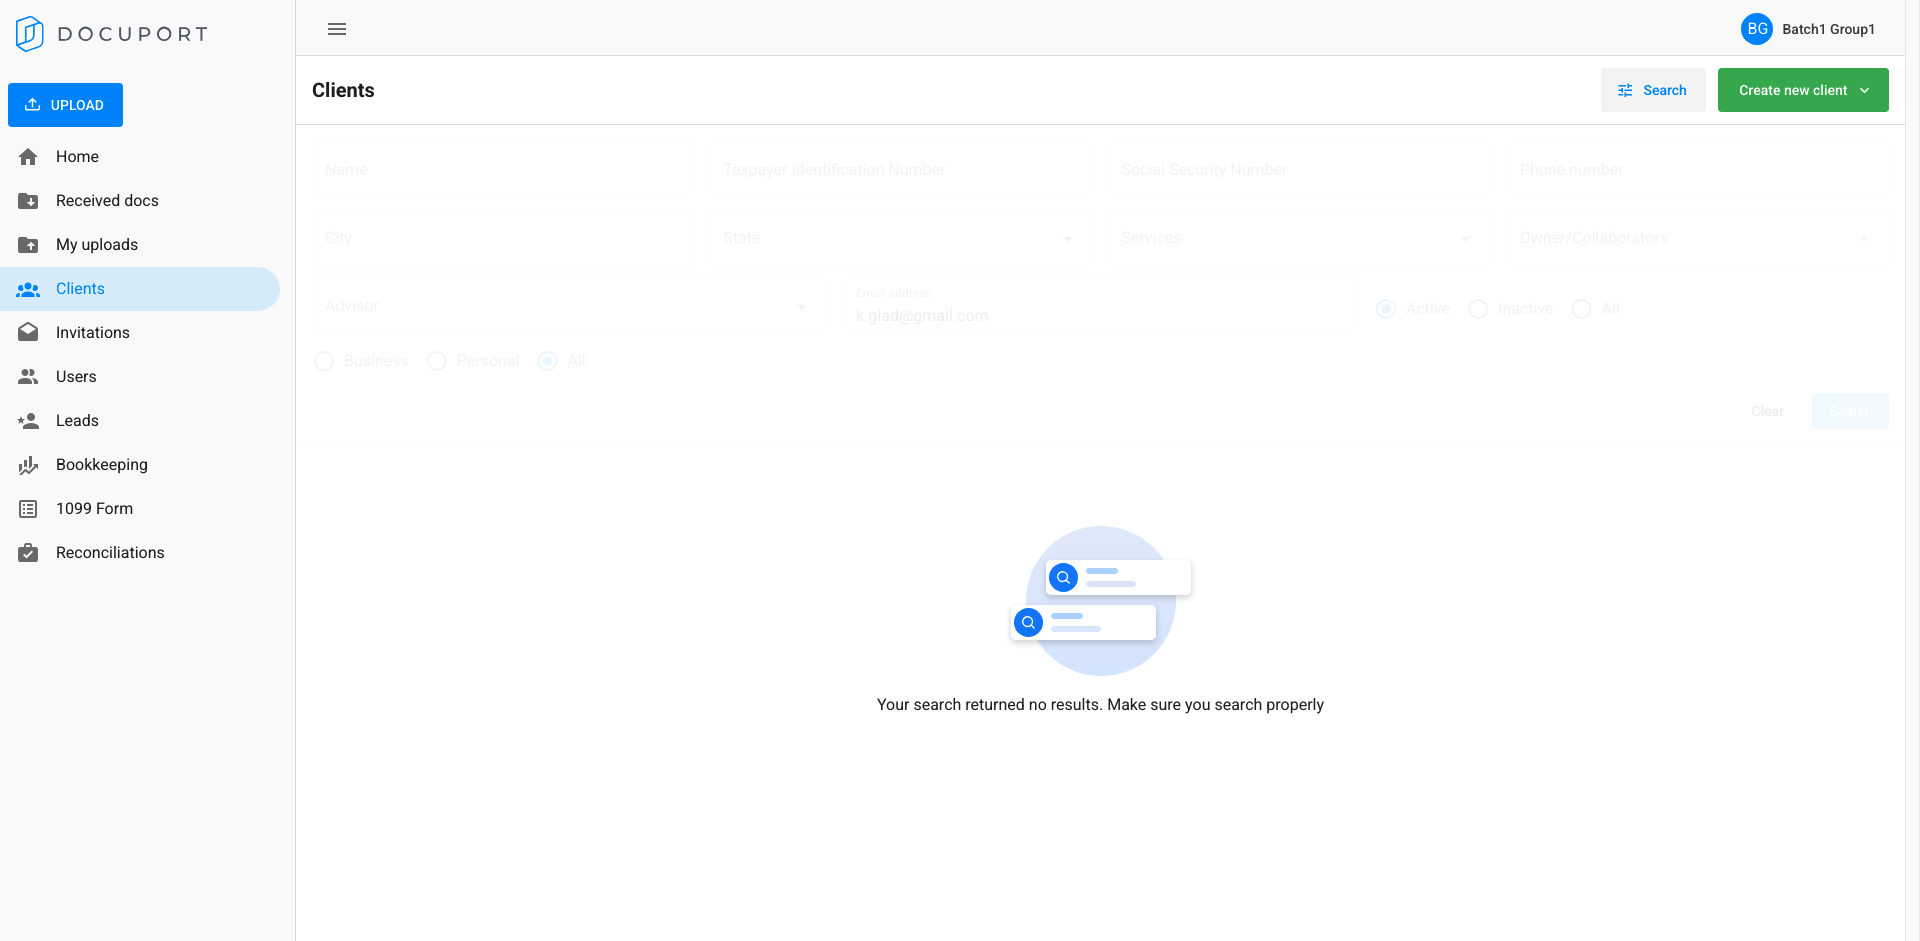 DOCUPORT
BG Batch1 Group1
UPLOAD
Home
Received docs
My uploads
Clients
Invitations
Users
Leads
Bookkeeping
1099 Form
Reconciliations
Clients
Search
Create new client
Name
Taxpayer Identification Number
Social Security Number
Phone number
City
State
Services
Owner/Collaborators
Advisor
Email address
k.glad@gmail.com
Active Inactive All
Business Personal All
Clear Search
Your search returned no results. Make sure you search properly